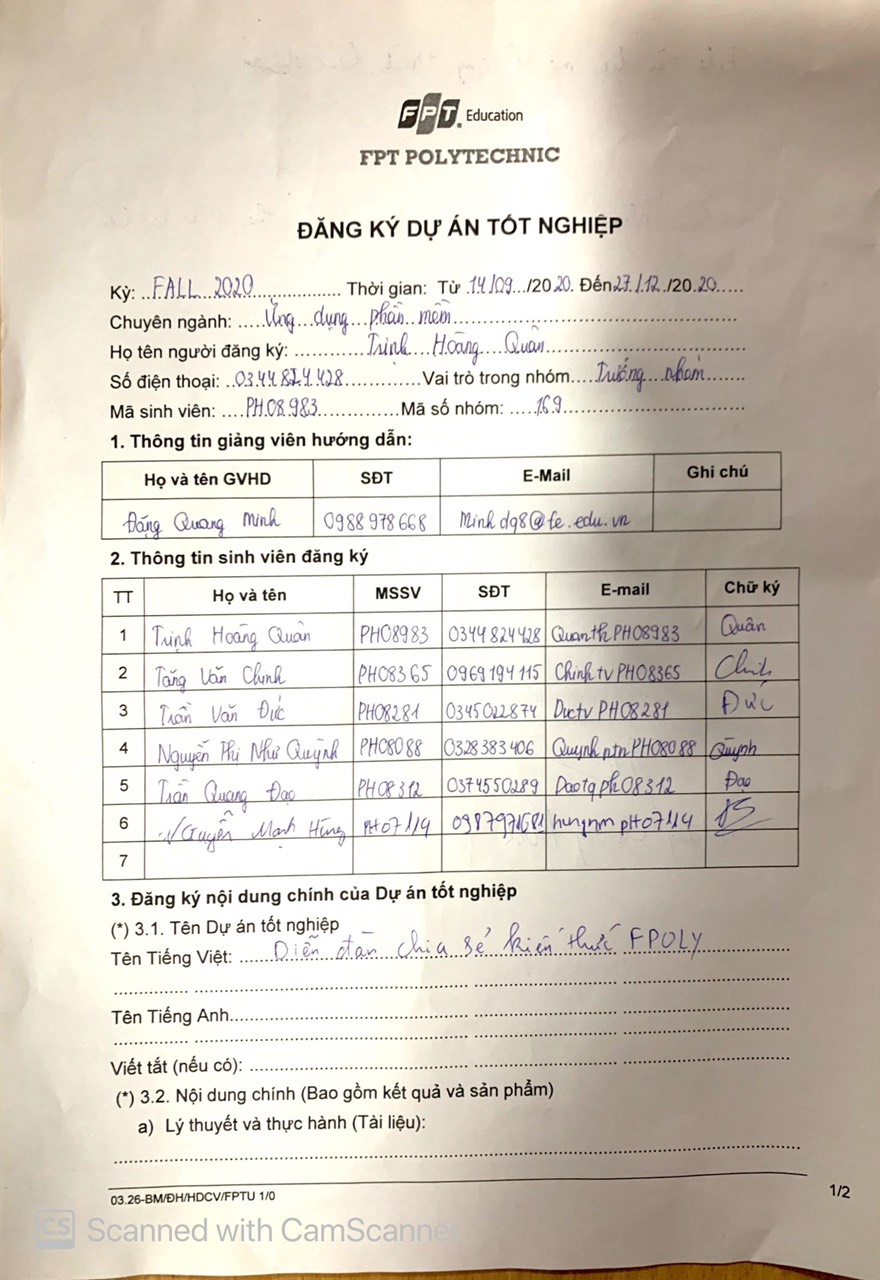 FPT Education
FPT POLYTECHNIC
ĐĂNG KÝ DỰ ÁN TỐT NGHIỆP
Kỳ: ..FALL 2020.................. Thời gian: Từ 14/09.../2020. Đến 27/.12./20.20.....
Chuyên ngành: .....Ứng dụng phần mềm..........
Họ tên người đăng ký: ............Trịnh Hoàng Quân..........
Số điện thoại: ..0344.824.428............Vai trò trong nhóm....Trưởng nhóm.......
Mã sinh viên: ....PH08983..............Mã số nhóm: .....169..........
1. Thông tin giảng viên hướng dẫn:
Họ và tên GVHD SĐT E-Mail Ghi chú
Đặng Quang Minh 0988978668 Minhdq8@fe.edu.vn
2. Thông tin sinh viên đăng ký
TT Họ và tên MSSV SĐT E-mail Chữ ký
1 Trịnh Hoàng Quân PH08983 0344824428 QuanthPH08983 Quân
2 Tăng Văn Chinh PH08365 0969194115 ChinhtvPH08365 Chinh
3 Trần Văn Đức PH08281 0345022874 DuctvPH08281 Đức
4 Nguyễn Thị Như Quỳnh PH08088 0328383406 QuynhptnPH08088 Quỳnh
5 Trần Quang Đạo PH08312 0374550289 Daotqph08312 Đạo
6 Nguyễn Mạnh Hùng PH07114 hungnmpH07114
7
3. Đăng ký nội dung chính của Dự án tốt nghiệp
(*) 3.1. Tên Dự án tốt nghiệp
Tên Tiếng Việt: .....Diễn đàn chia sẻ kiến thức FPOLY..........
Tên Tiếng Anh..........
Viết tắt (nếu có): ..........
(*) 3.2. Nội dung chính (Bao gồm kết quả và sản phẩm)
a) Lý thuyết và thực hành (Tài liệu):
03.26-BM/ĐH/HDCV/FPTU 1/0
1/2
CS Scanned with CamScanner